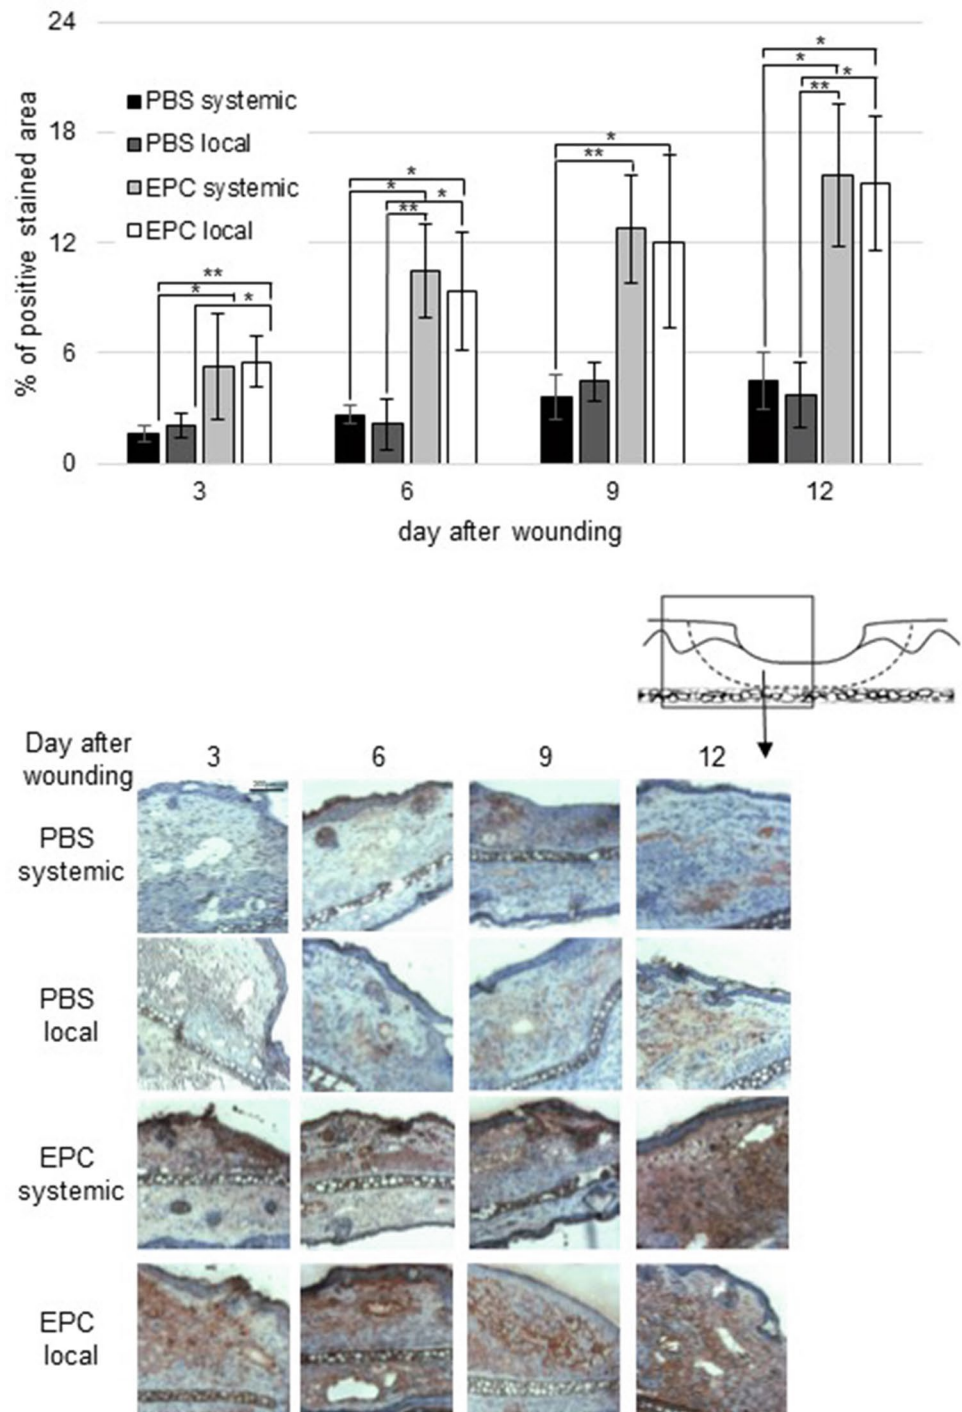 24
18
12
6
0
% of positive stained area
PBS systemic
PBS local
EPC systemic
EPC local
**
*
*
*
*
*
**
*
**
*
*
*
**
3
6
9
12
day after wounding
Day after
wounding
3
6
9
12
PBS
systemic
PBS
local
EPC
systemic
EPC
local